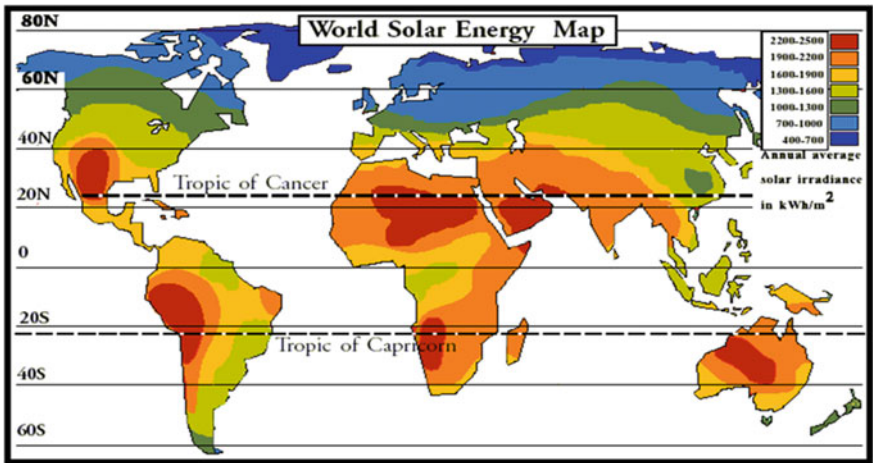 World Solar Energy Map
80N
60N
40N
20N
0
20S
40S
60S
Tropic of Cancer
Tropic of Capricorn
2200-2500
1900-2200
1600-1900
1300-1600
1000-1300
700-1000
400-700
Annual average
solar irradiance
in kWh/m²